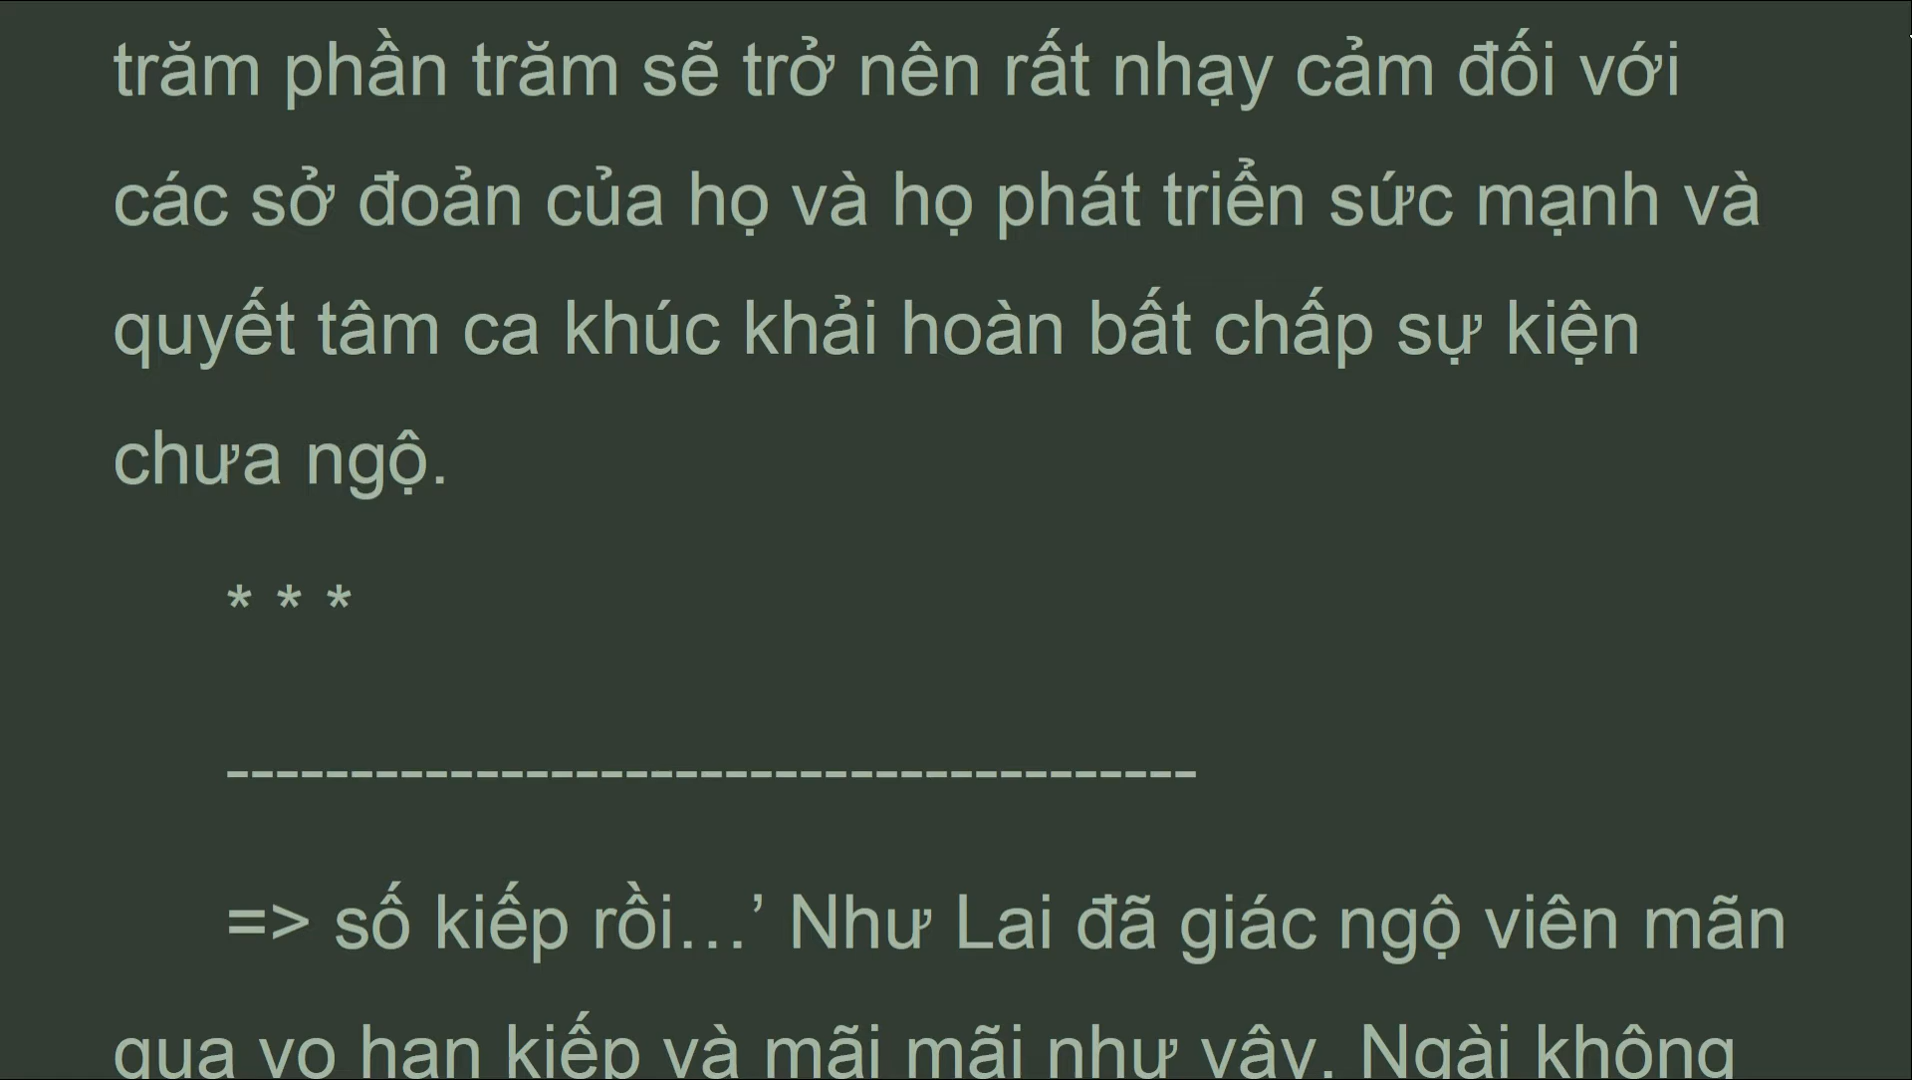 trăm phần trăm sẽ trở nên rất nhạy cảm đối với
các sở đoản của họ và họ phát triển sức mạnh và
quyết tâm ca khúc khải hoàn bất chấp sự kiện
chưa ngộ.
* * *
---------------------------------------
=> số kiếp rồi…’ Như Lai đã giác ngộ viên mãn
qua vo hạn kiếp và mãi mãi như vậy. Ngài không